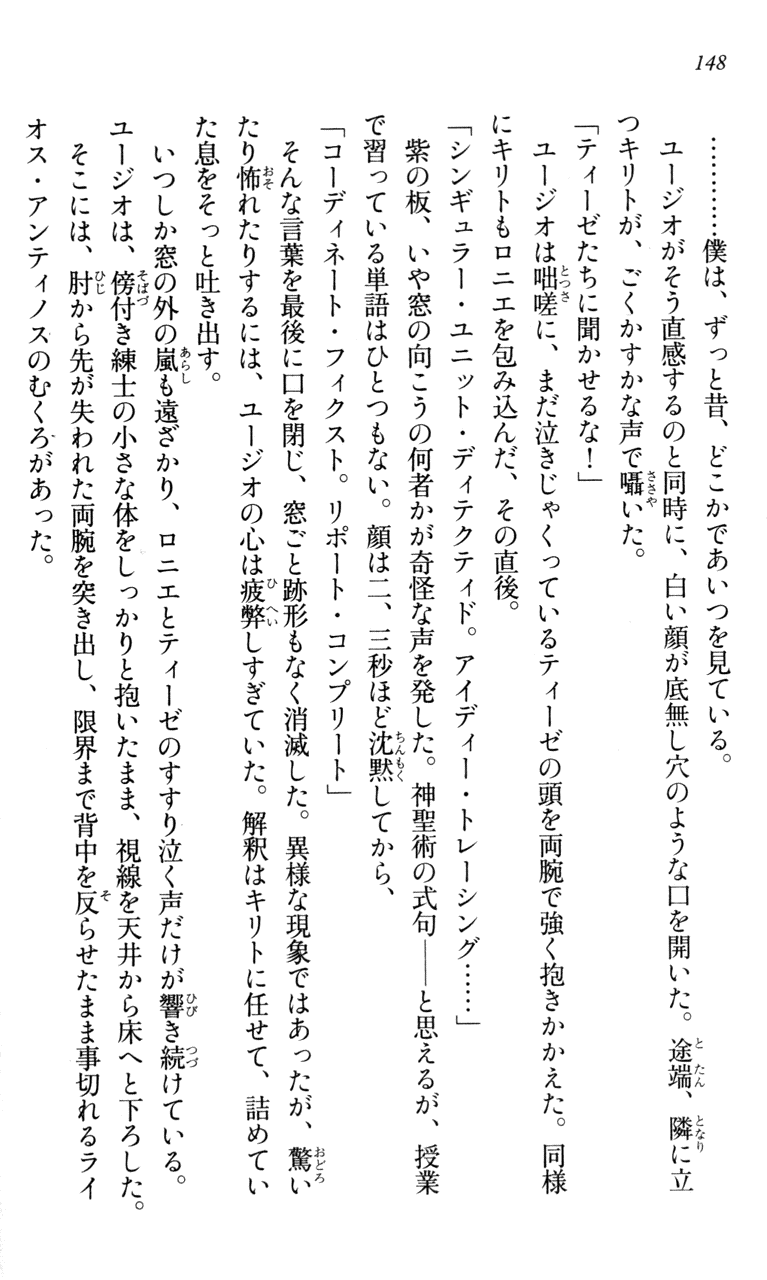 148
…………僕は、ずっと昔、どこかであいつを見ている。
ユージオがそう直感するのと同時に、白い顔が底無し穴のような口を開いた。途端、隣に立
つキリトが、ごくかすかな声で囁いた。
「ティーゼたちに聞かせるな！」
ユージオは咄嗟に、まだ泣きじゃくっているティーゼの頭を両腕で強く抱きかかえた。同様
にキリトもロニエを包み込んだ、その直後。
「シンギュラー・ユニット・ディテクティド。アイディー・トレーシング……」
紫の板、いや窓の向こうの何者かが奇怪な声を発した。神聖術の式句――と思えるが、授業
で習っている単語はひとつもない。顔は二、三秒ほど沈黙してから、
「コーディネート・フィクスト。リポート・コンプリート」
そんな言葉を最後に口を閉じ、窓ごと跡形もなく消滅した。異様な現象ではあったが、驚い
たり怖れたりするには、ユージオの心は疲弊しすぎていた。解釈はキリトに任せて、詰めてい
た息をそっと吐き出す。
いつしか窓の外の嵐も遠ざかり、ロニエとティーゼのすすり泣く声だけが響き続けている。
ユージオは、傍付き練士の小さな体をしっかりと抱いたまま、視線を天井から床へと下ろした。
そこには、肘から先が失われた両腕を突き出し、限界まで背中を反らせたまま事切れるライ
オス・アンティノスのむくろがあった。